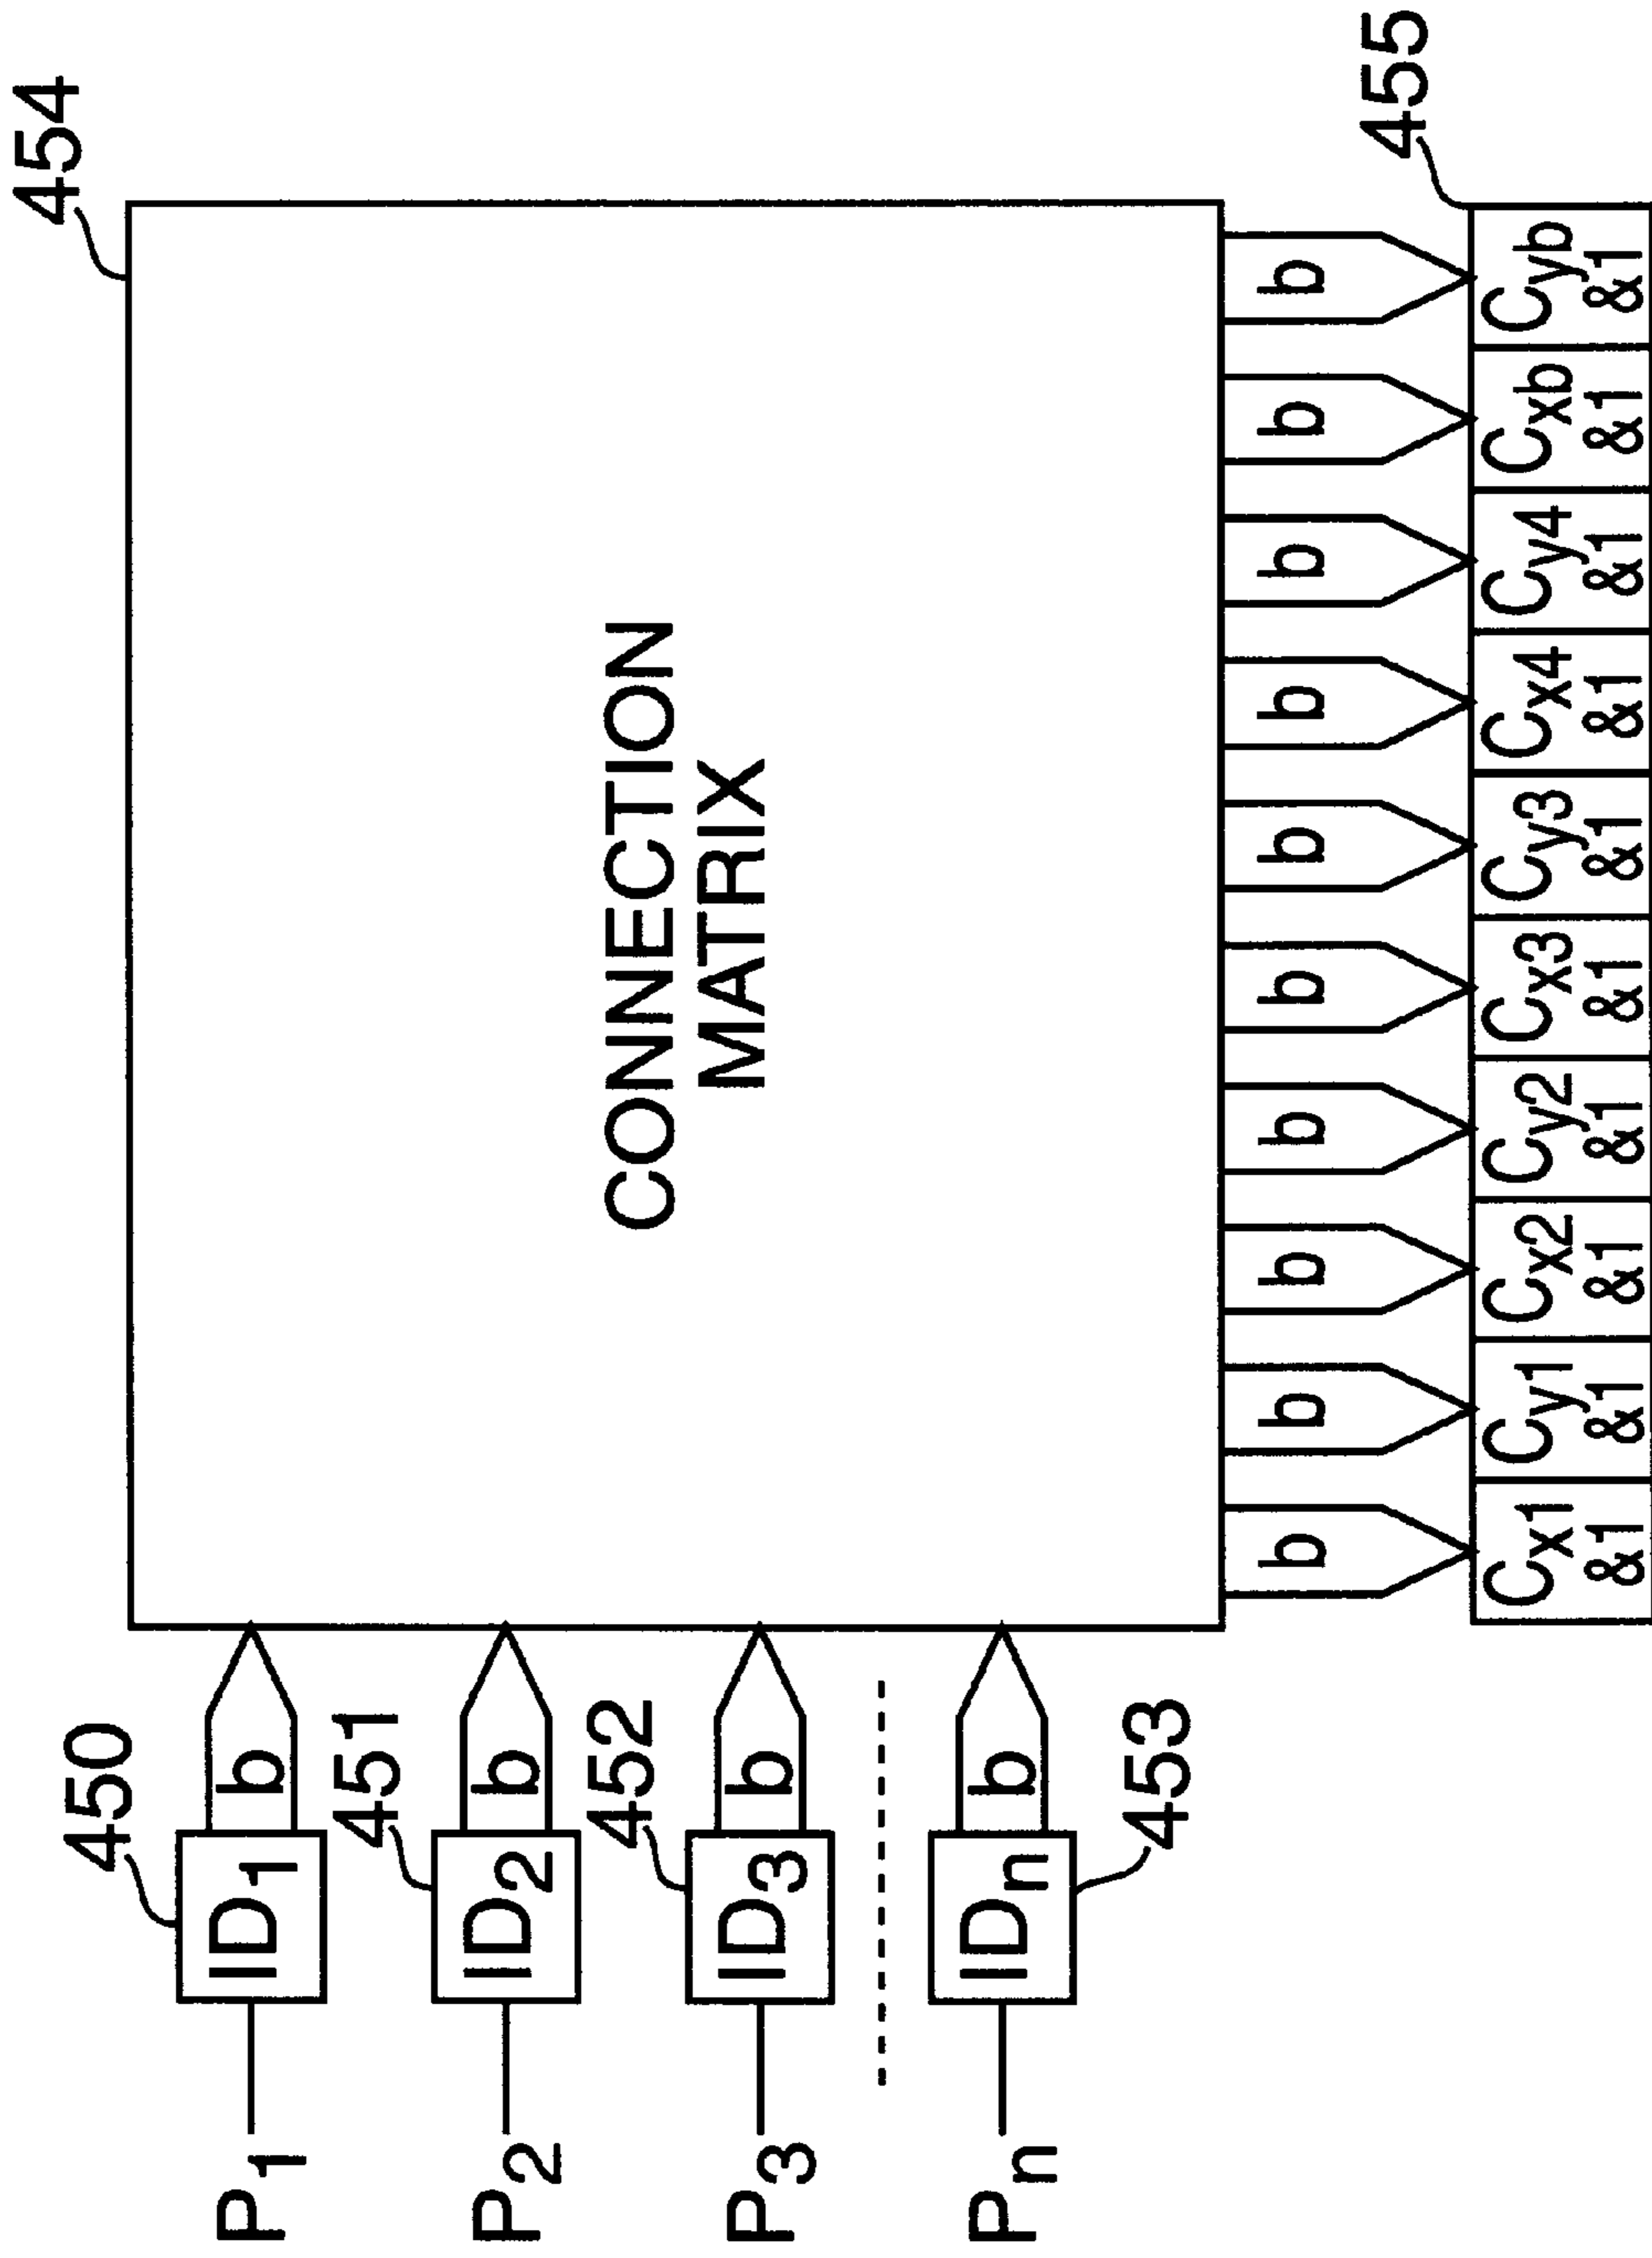 454
CONNECTION
MATRIX
450
P1
ID1
b
451
P2
ID2
b
452
P3
ID3
b
Pn
IDn
b
453
b b b b b b b b b b
455
Cx1 Cy1 Cx2 Cy2 Cx3 Cy3 Cx4 Cy4 Cxb Cyb
&1 &1 &1 &1 &1 &1 &1 &1 &1 &1